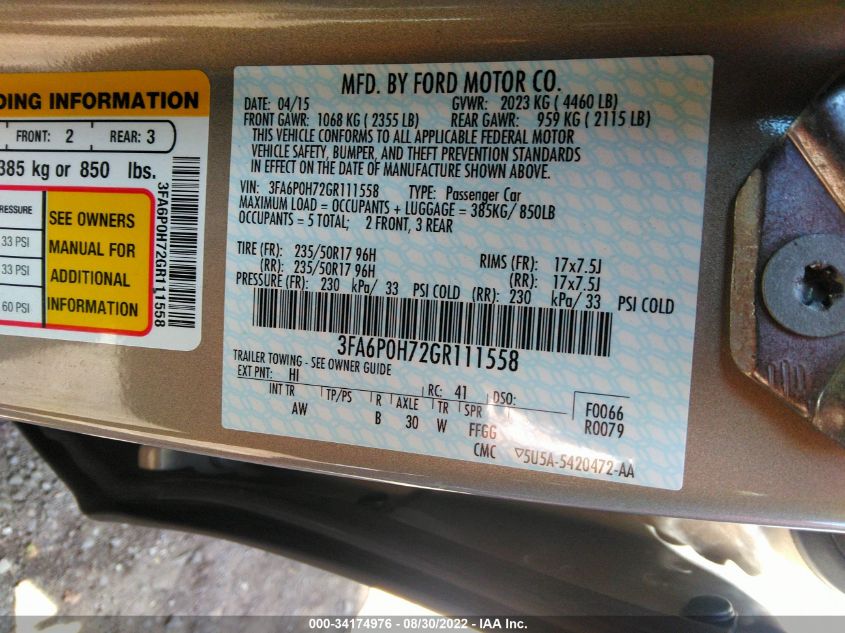 DING INFORMATION
FRONT: 2 REAR: 3
385 kg or 850 lbs.
RESSURE
33 PSI
33 PSI
60 PSI
SEE OWNERS
MANUAL FOR
ADDITIONAL
INFORMATION
3FA6P0H72GR111558
MFD. BY FORD MOTOR CO.
DATE: 04/15 GVWR: 2023 KG ( 4460 LB)
FRONT GAWR: 1068 KG ( 2355 LB) REAR GAWR: 959 KG ( 2115 LB)
THIS VEHICLE CONFORMS TO ALL APPLICABLE FEDERAL MOTOR
VEHICLE SAFETY, BUMPER, AND THEFT PREVENTION STANDARDS
IN EFFECT ON THE DATE OF MANUFACTURE SHOWN ABOVE.
VIN: 3FA6P0H72GR111558 TYPE: Passenger Car
MAXIMUM LOAD = OCCUPANTS + LUGGAGE = 385KG/ 850LB
OCCUPANTS = 5 TOTAL; 2 FRONT, 3 REAR
TIRE (FR): 235/50R17 96H RIMS (FR): 17x7.5J
(RR): 235/50R17 96H (RR): 17x7.5J
PRESSURE (FR): 230 kPa/ 33 PSI COLD (RR): 230 kPa/ 33 PSI COLD
3FA6P0H72GR111558
TRAILER TOWING - SEE OWNER GUIDE
EXT PNT: HI RC: 41 DSO:
INT TR TP/PS R AXLE TR SPR F0066
AW B 30 W FFGG R0079
CMC ▽5U5A-5420472-AA
000-34174976 - 08/30/2022 - IAA Inc.